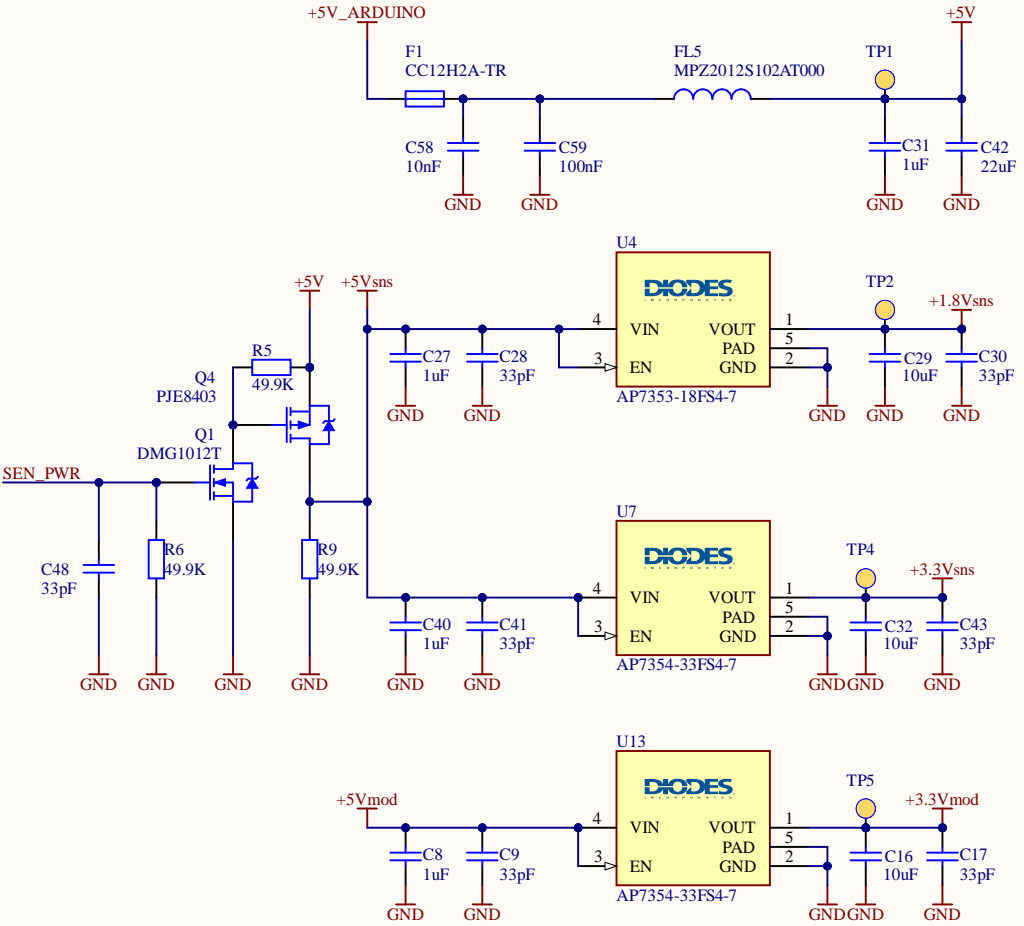 +5V_ARDUINO
+5V
F1
CC12H2A-TR
FL5
MPZ2012S102AT000
TP1
C58
10nF
C59
100nF
C31
1uF
C42
22uF
GND
GND
GND
GND
U4
DIODES
INCORPORATED
+5V
+5Vsns
TP2
+1.8Vsns
4
VIN
VOUT
1
PAD
5
3
EN
GND
2
R5
49.9K
C27
1uF
C28
33pF
C29
10uF
C30
33pF
Q4
PJE8403
AP7353-18FS4-7
GND
GND
GND
GND
GND
Q1
DMG1012T
SEN_PWR
U7
DIODES
INCORPORATED
C48
33pF
R6
49.9K
R9
49.9K
TP4
+3.3Vsns
4
VIN
VOUT
1
PAD
5
3
EN
GND
2
C40
1uF
C41
33pF
C32
10uF
C43
33pF
AP7354-33FS4-7
GND
GND
GND
GND
GND
GND
GND
GND
GND
U13
DIODES
INCORPORATED
+5Vmod
TP5
+3.3Vmod
4
VIN
VOUT
1
PAD
5
3
EN
GND
2
C8
1uF
C9
33pF
C16
10uF
C17
33pF
AP7354-33FS4-7
GND
GND
GND
GND
GND